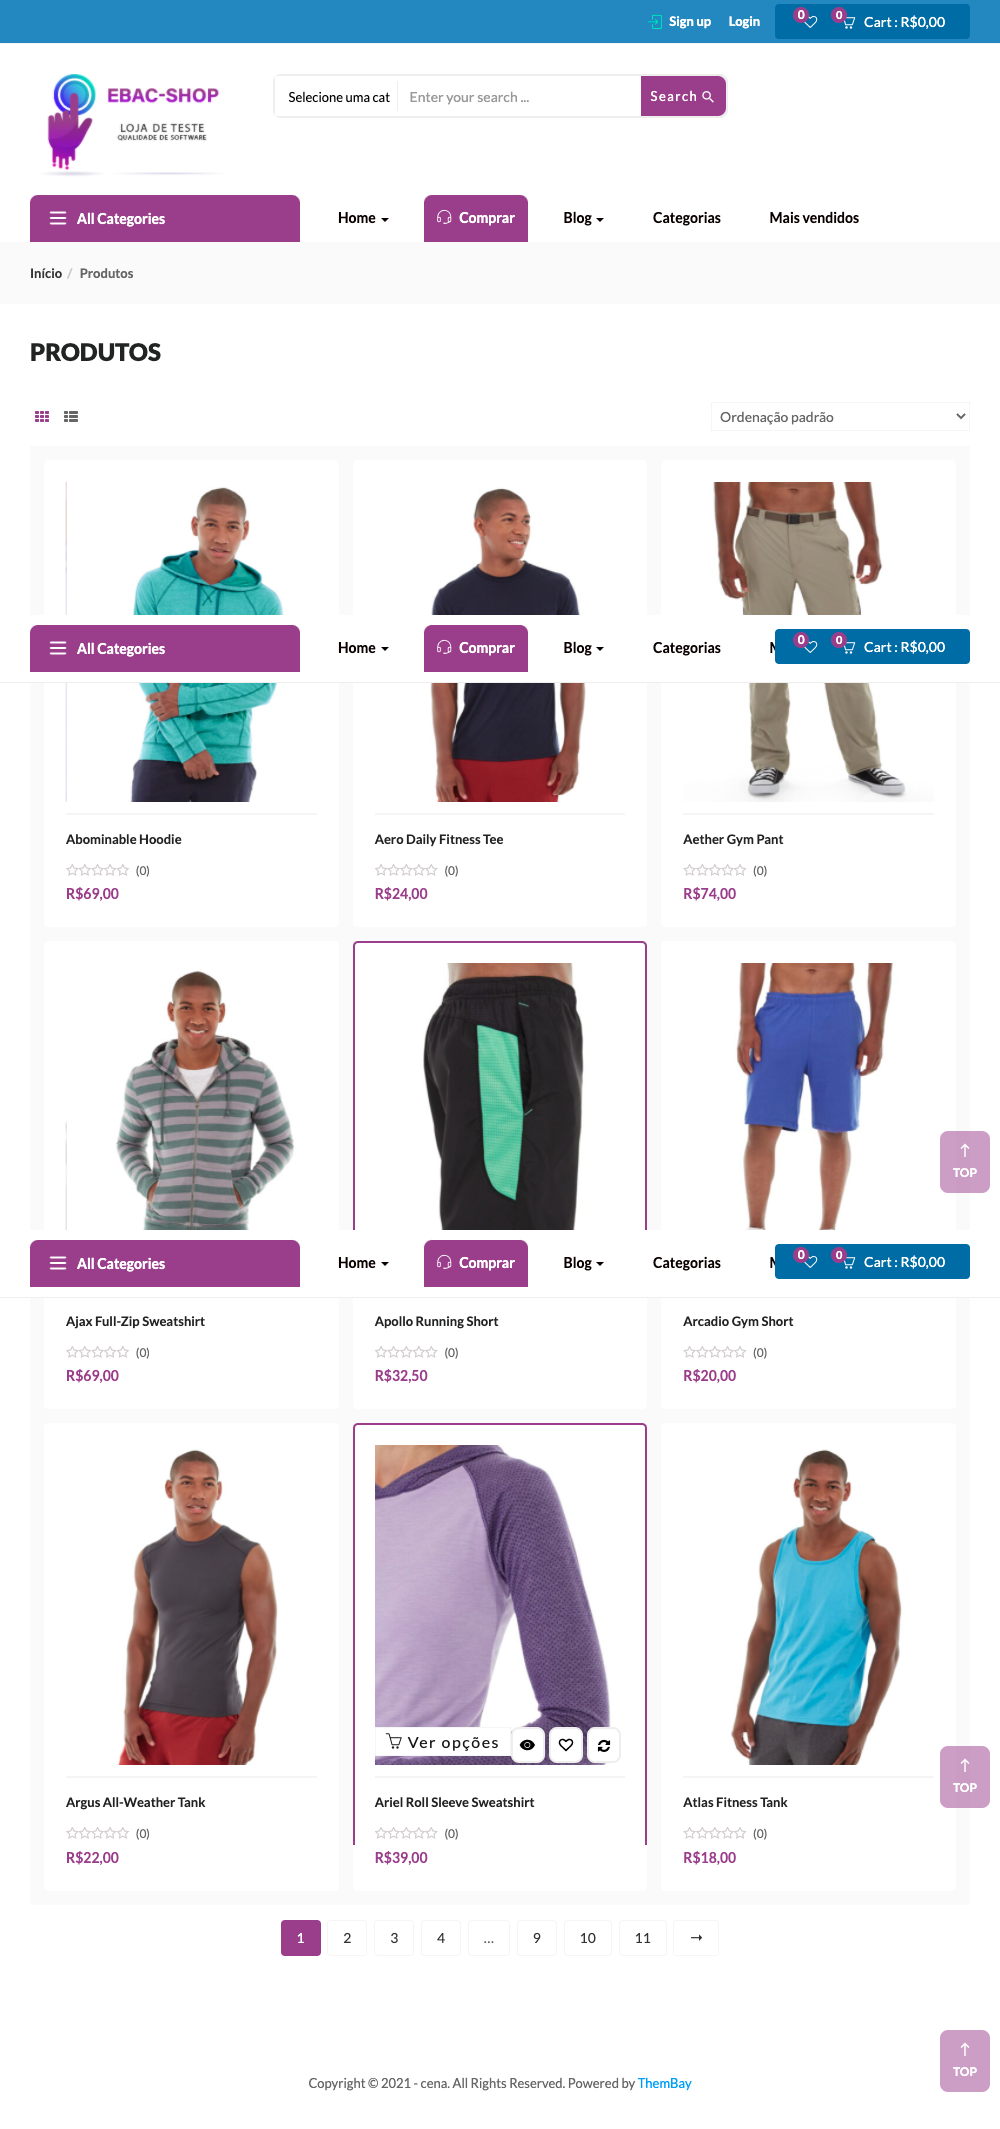 Sign up Login 0 0 Cart : R$0,00
EBAC-SHOP
LOJA DE TESTE
QUALIDADE DE SOFTWARE
Selecione uma cat Enter your search ... Search
All Categories Home Comprar Blog Categorias Mais vendidos
Início / Produtos
PRODUTOS
Ordenação padrão
All Categories Home Comprar Blog Categorias 0 0 Cart : R$0,00
Abominable Hoodie Aero Daily Fitness Tee Aether Gym Pant
(0) (0) (0)
R$69,00 R$24,00 R$74,00
TOP
All Categories Home Comprar Blog Categorias 0 0 Cart : R$0,00
Ajax Full-Zip Sweatshirt Apollo Running Short Arcadio Gym Short
(0) (0) (0)
R$69,00 R$32,50 R$20,00
Ver opções
TOP
Argus All-Weather Tank Ariel Roll Sleeve Sweatshirt Atlas Fitness Tank
(0) (0) (0)
R$22,00 R$39,00 R$18,00
1 2 3 4 ... 9 10 11 →
TOP
Copyright © 2021 - cena. All Rights Reserved. Powered by ThemBay